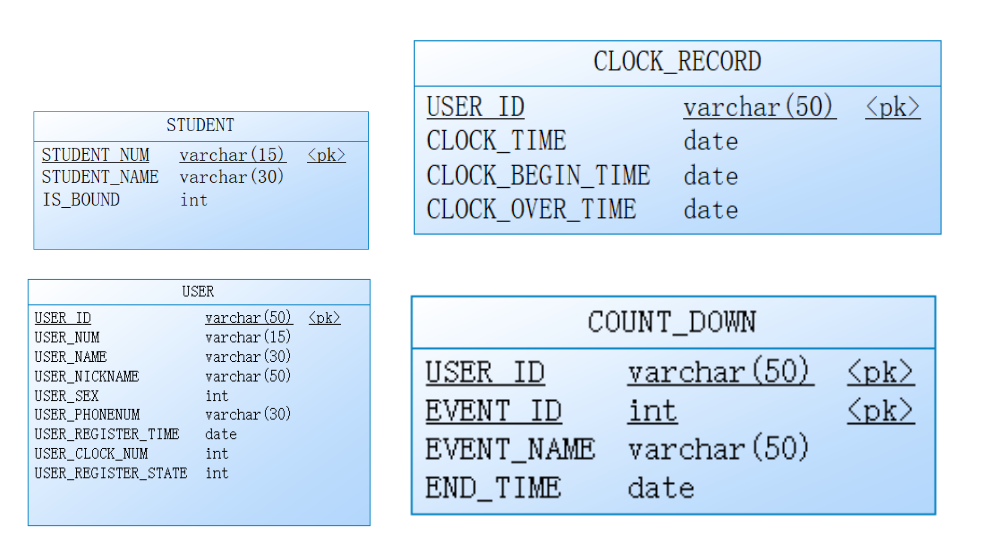 STUDENT
STUDENT_NUM varchar(15) <pk>
STUDENT_NAME varchar(30)
IS_BOUND int
CLOCK_RECORD
USER_ID varchar(50) <pk>
CLOCK_TIME date
CLOCK_BEGIN_TIME date
CLOCK_OVER_TIME date
USER
USER_ID varchar(50) <pk>
USER_NUM varchar(15)
USER_NAME varchar(30)
USER_NICKNAME varchar(50)
USER_SEX int
USER_PHONENUM varchar(30)
USER_REGISTER_TIME date
USER_CLOCK_NUM int
USER_REGISTER_STATE int
COUNT_DOWN
USER_ID varchar(50) <pk>
EVENT_ID int <pk>
EVENT_NAME varchar(50)
END_TIME date